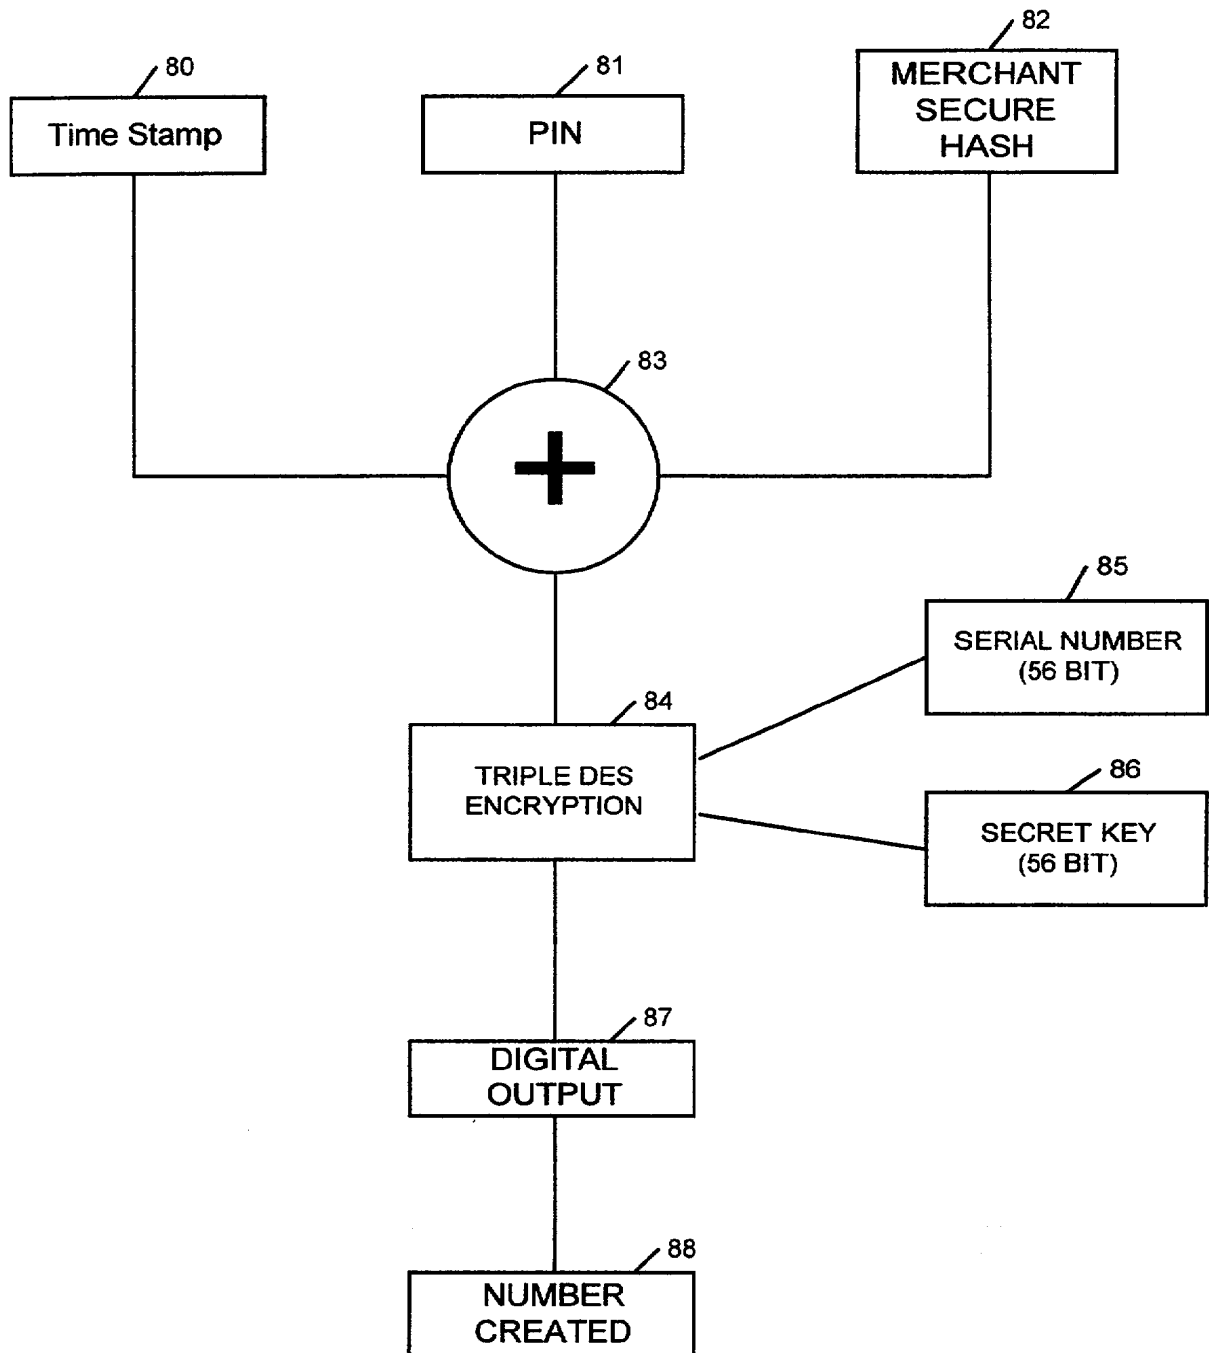 80
81
82
Time Stamp
PIN
MERCHANT
SECURE
HASH
83
+
85
SERIAL NUMBER
(56 BIT)
84
TRIPLE DES
ENCRYPTION
86
SECRET KEY
(56 BIT)
87
DIGITAL
OUTPUT
88
NUMBER
CREATED